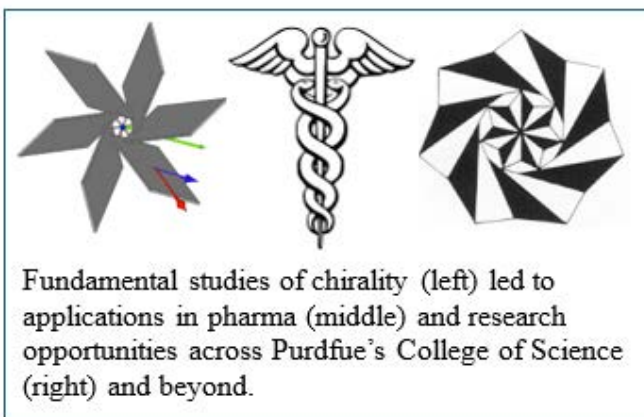 Fundamental studies of chirality (left) led to
applications in pharma (middle) and research
opportunities across Purdfue's College of Science
(right) and beyond.